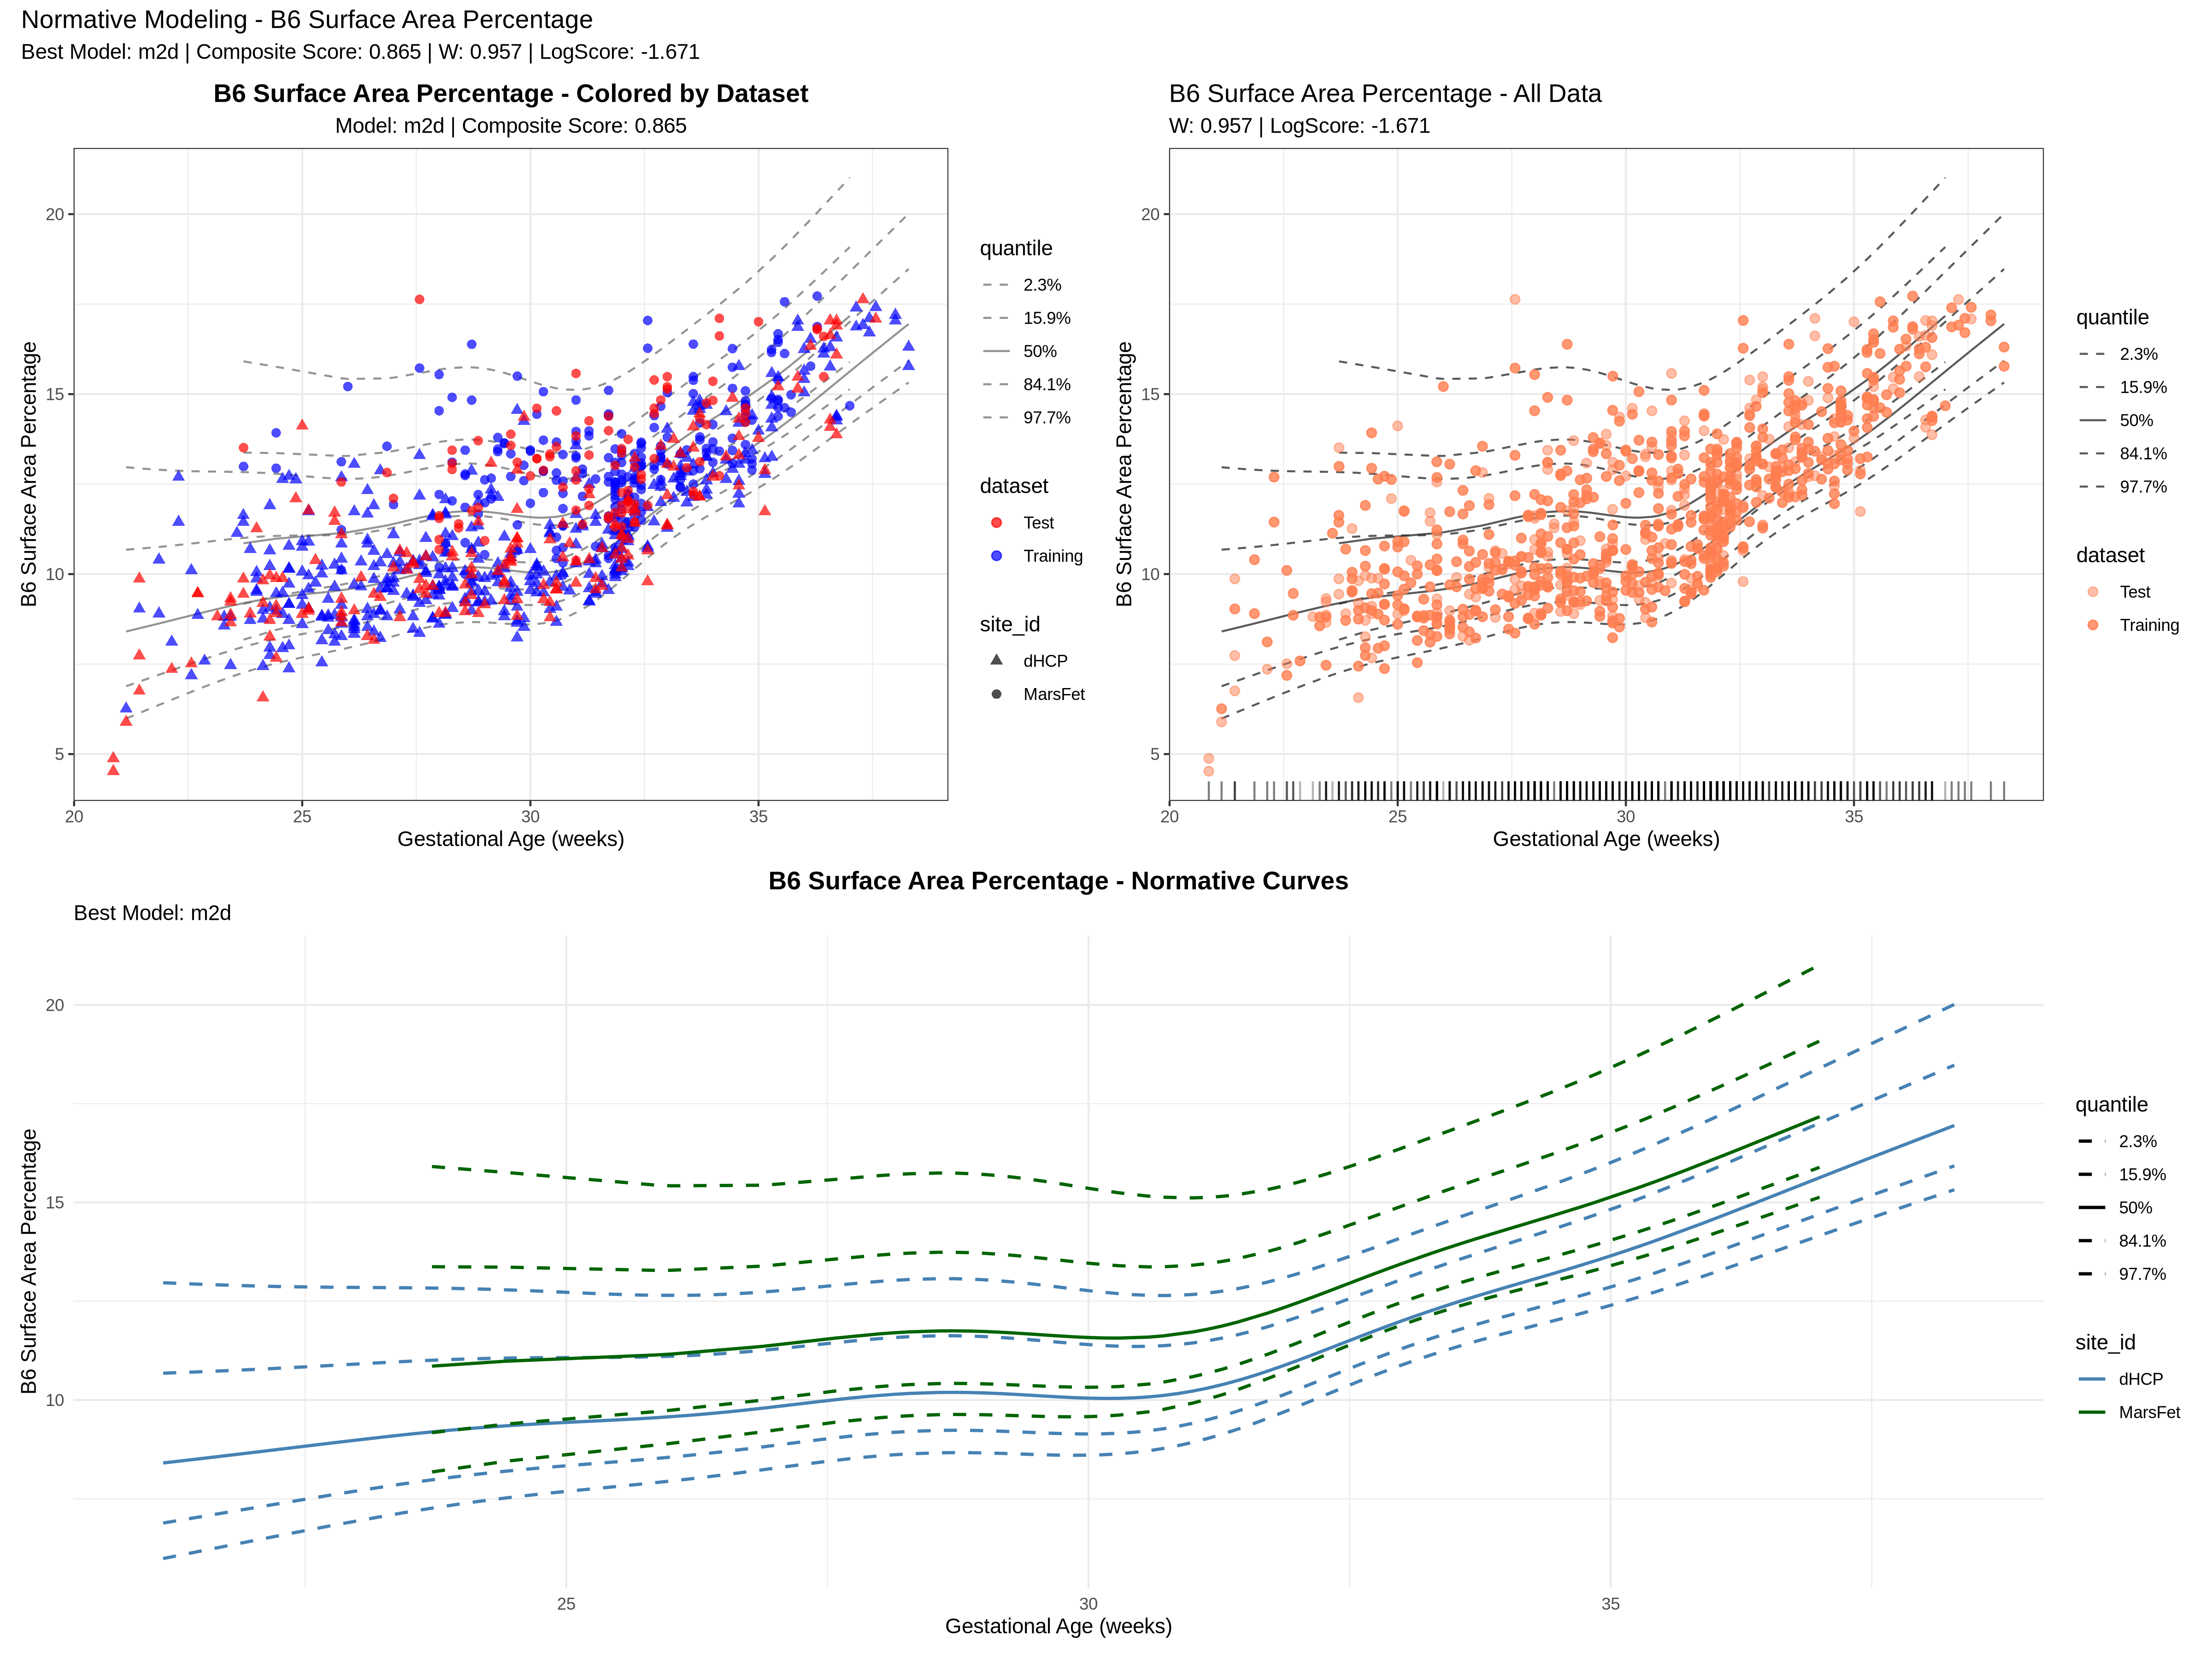 Normative Modeling - B6 Surface Area Percentage
Best Model: m2d | Composite Score: 0.865 | W: 0.957 | LogScore: -1.671
B6 Surface Area Percentage - Colored by Dataset
Model: m2d | Composite Score: 0.865
B6 Surface Area Percentage
20
15
10
5
20
25
30
35
Gestational Age (weeks)
quantile
2.3%
15.9%
50%
84.1%
97.7%
dataset
Test
Training
site_id
dHCP
MarsFet
B6 Surface Area Percentage - All Data
W: 0.957 | LogScore: -1.671
B6 Surface Area Percentage
20
15
10
5
20
25
30
35
Gestational Age (weeks)
quantile
2.3%
15.9%
50%
84.1%
97.7%
dataset
Test
Training
B6 Surface Area Percentage - Normative Curves
Best Model: m2d
B6 Surface Area Percentage
20
15
10
25
30
35
Gestational Age (weeks)
quantile
2.3%
15.9%
50%
84.1%
97.7%
site_id
dHCP
MarsFet